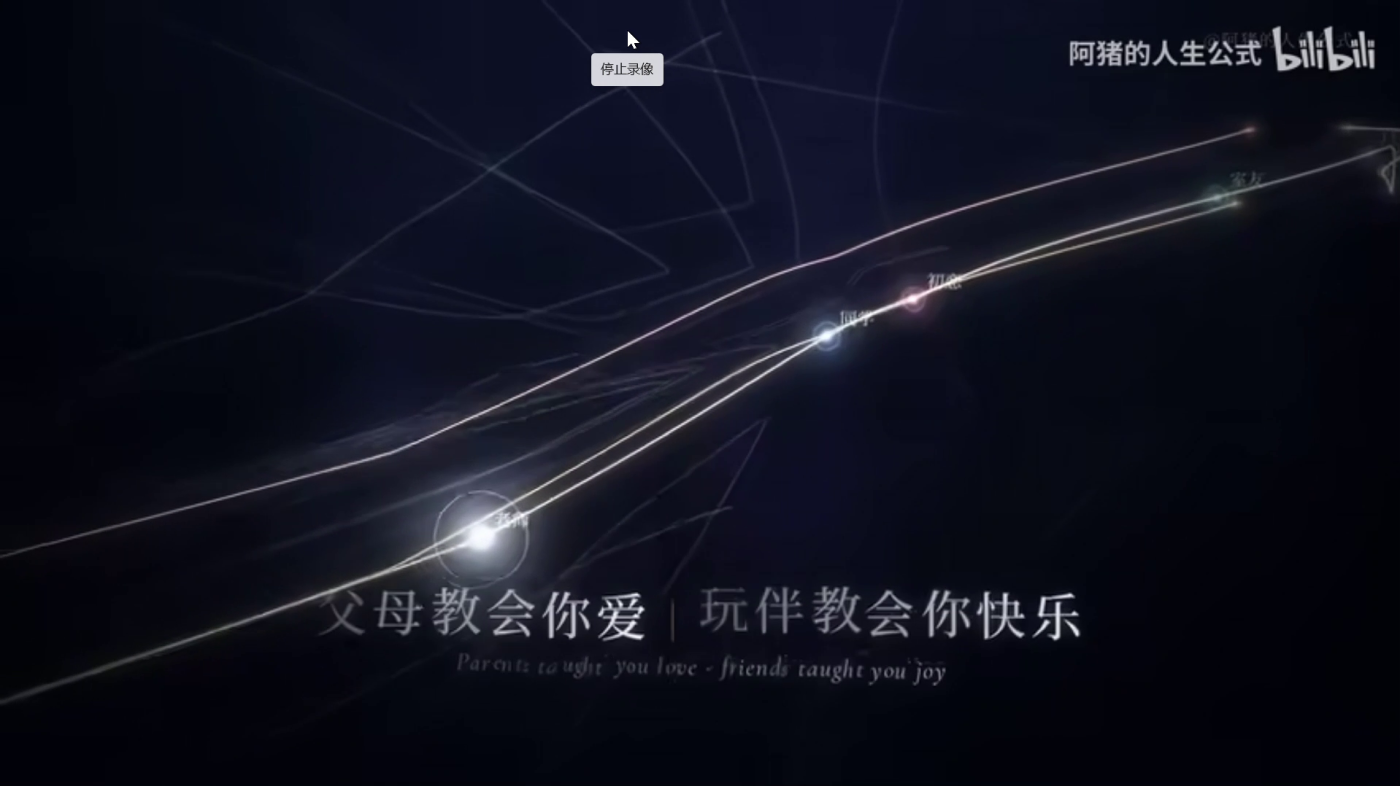 停止录像
阿猪的人生公式 bilibili
室友
初恋
同学
父母教会你爱 | 玩伴教会你快乐
Parents taught you love - friends taught you joy